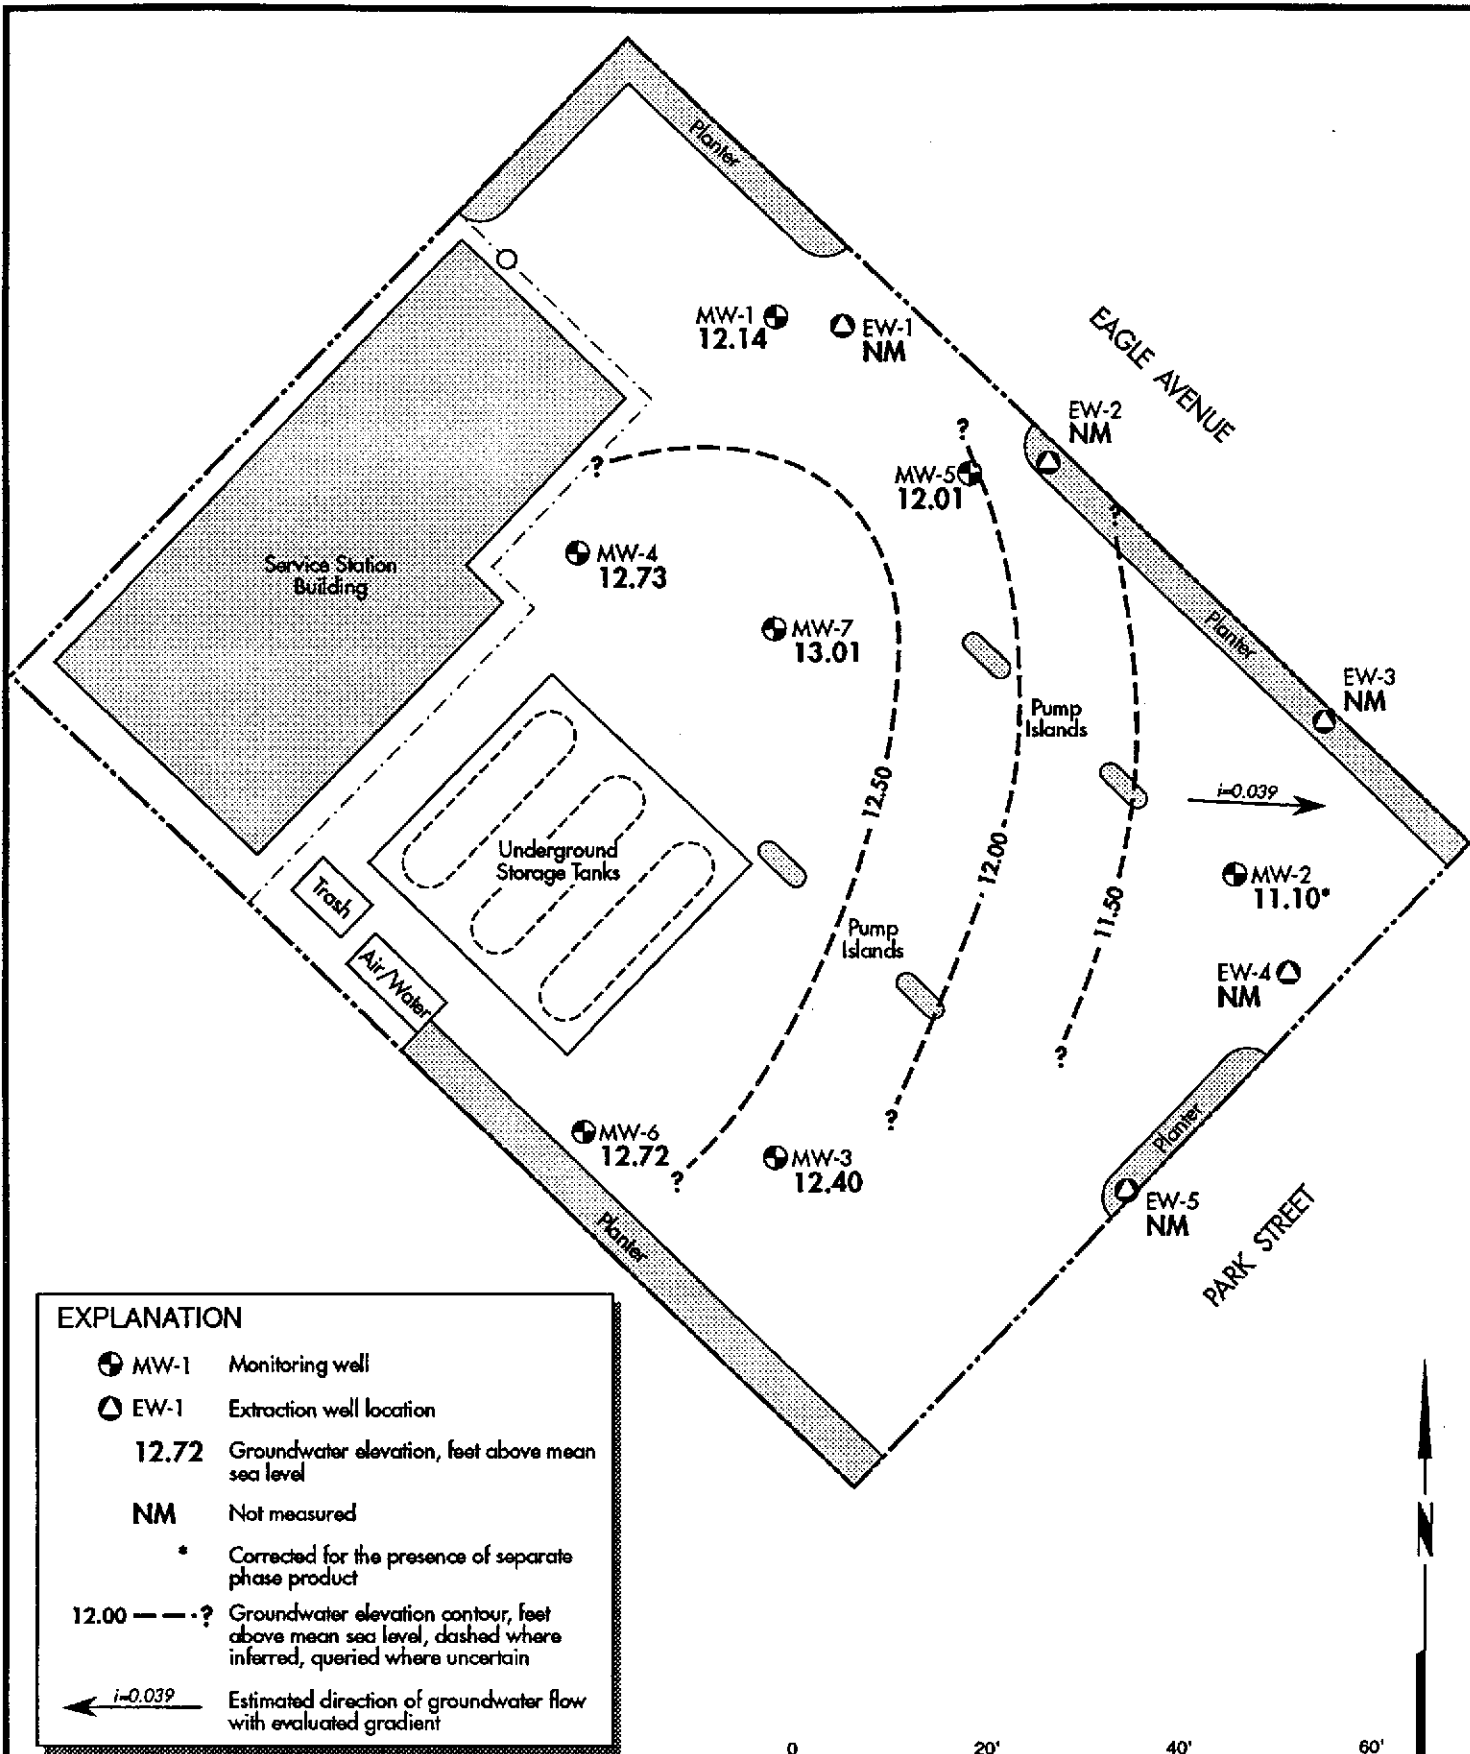 Planter
MW-1
12.14
EW-1
NM
EAGLE AVENUE
EW-2
NM
?
?
MW-5
12.01
?
Service Station
Building
MW-4
12.73
MW-7
13.01
Planter
EW-3
NM
Pump
Islands
12.50
i=0.039
Underground
Storage Tanks
12.00
11.50
MW-2
11.10*
Trash
Pump
Islands
Air/Water
EW-4
NM
?
?
Planter
MW-6
12.72
MW-3
12.40
?
EW-5
NM
Planter
PARK STREET
EXPLANATION
MW-1 Monitoring well
EW-1 Extraction well location
12.72 Groundwater elevation, feet above mean
sea level
NM Not measured
* Corrected for the presence of separate
phase product
12.00 ? Groundwater elevation contour, feet
above mean sea level, dashed where
inferred, queried where uncertain
i=0.039 Estimated direction of groundwater flow
with evaluated gradient
N
0 20' 40' 60'